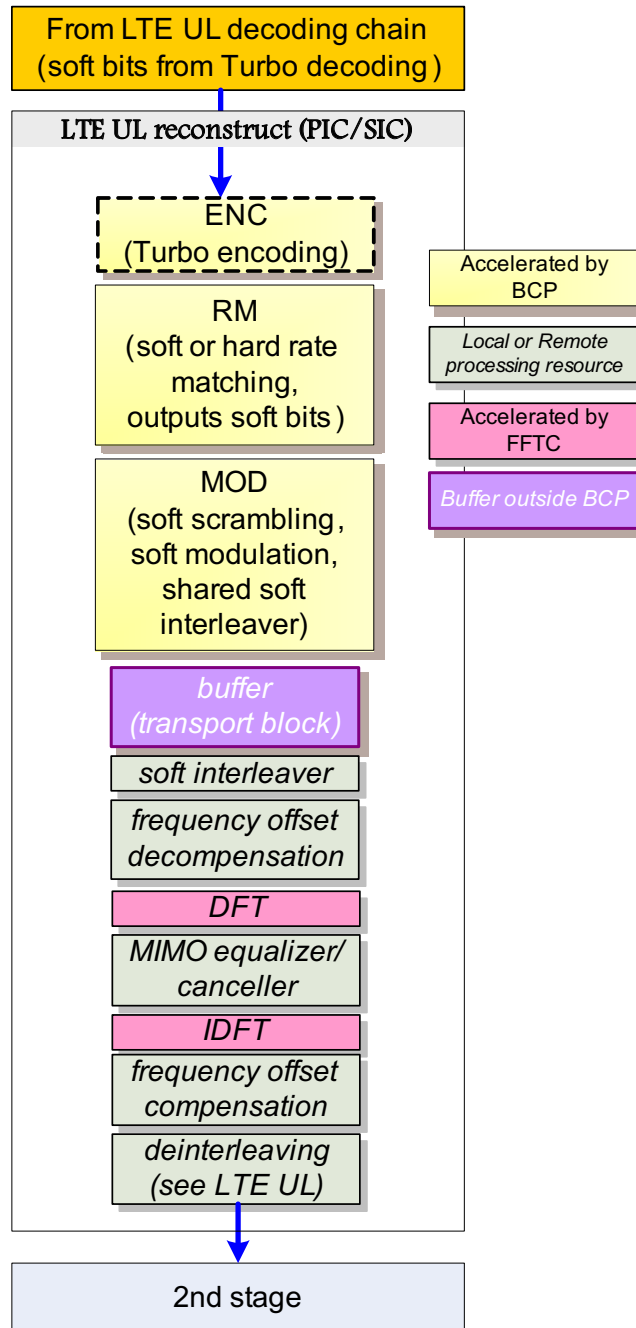 From LTE UL decoding chain
(soft bits from Turbo decoding)
LTE UL reconstruct (PIC/SIC)
ENC
(Turbo encoding)
RM
(soft or hard rate
matching,
outputs soft bits)
MOD
(soft scrambling,
soft modulation,
shared soft
interleaver)
buffer
(transport block)
soft interleaver
frequency offset
decompensation
DFT
MIMO equalizer/
canceller
IDFT
frequency offset
compensation
deinterleaving
(see LTE UL)
2nd stage
Accelerated by
BCP
Local or Remote
processing resource
Accelerated by
FFTC
Buffer outside BCP